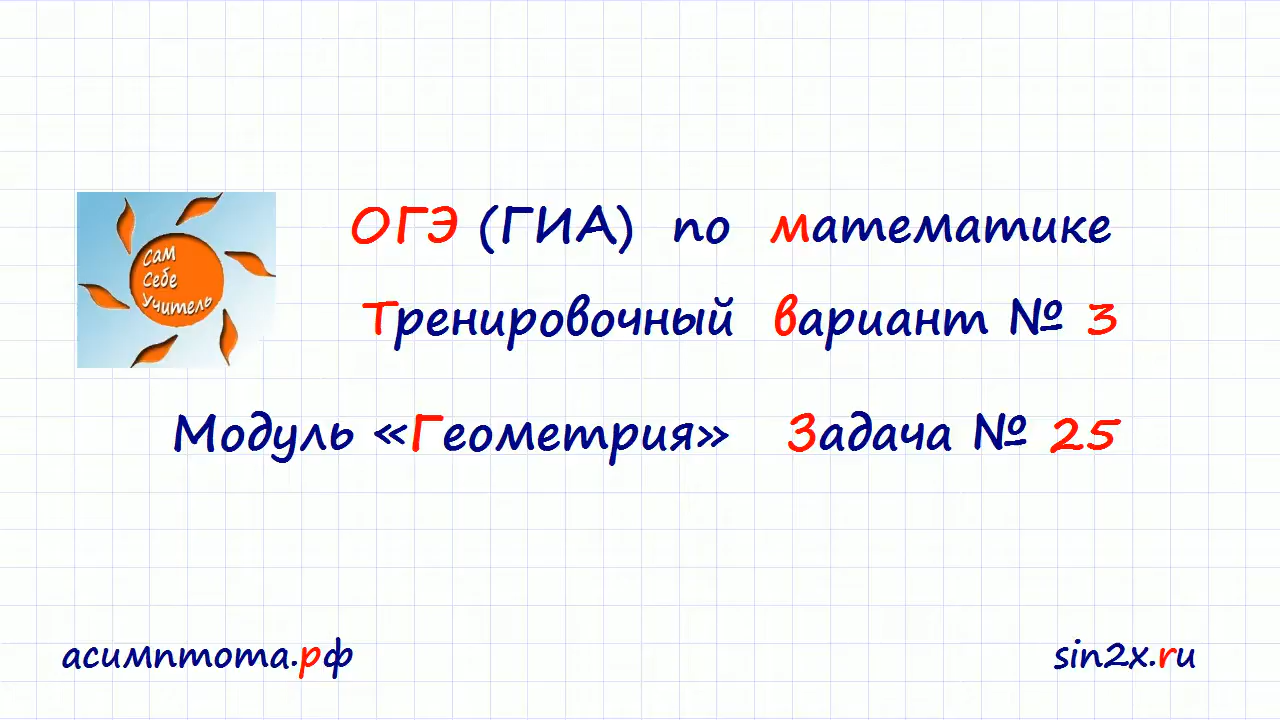 Сам
Себе
Учитель
ОГЭ (ГИА) по математике
Тренировочный вариант № 3
Модуль «Геометрия» Задача № 25
асимптота.рф
sin2x.ru